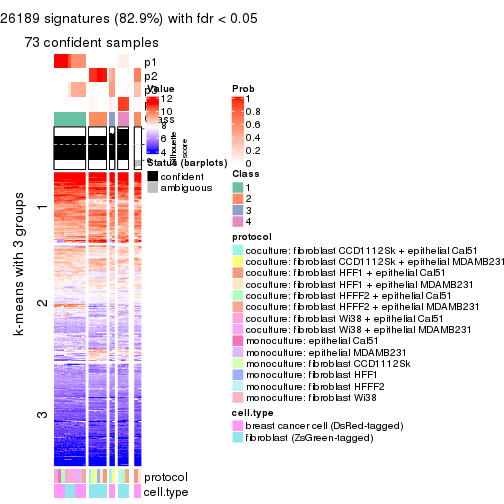 26189 signatures (82.9%) with fdr < 0.05
73 confident samples
p1
p2
p3
Class
Silhouette
score
Value
12
10
8
6
4
Status (barplots)
confident
ambiguous
Prob
1
0.8
0.6
0.4
0.2
0
Class
1
2
3
4
protocol
coculture: fibroblast CCD1112Sk + epithelial Cal51
coculture: fibroblast CCD1112Sk + epithelial MDAMB231
coculture: fibroblast HFF1 + epithelial Cal51
coculture: fibroblast HFF1 + epithelial MDAMB231
coculture: fibroblast HFFF2 + epithelial Cal51
coculture: fibroblast HFFF2 + epithelial MDAMB231
coculture: fibroblast Wi38 + epithelial Cal51
coculture: fibroblast Wi38 + epithelial MDAMB231
monoculture: epithelial Cal51
monoculture: epithelial MDAMB231
monoculture: fibroblast CCD1112Sk
monoculture: fibroblast HFF1
monoculture: fibroblast HFFF2
monoculture: fibroblast Wi38
cell.type
breast cancer cell (DsRed-tagged)
fibroblast (ZsGreen-tagged)
k-means with 3 groups
1
2
3
protocol
cell.type